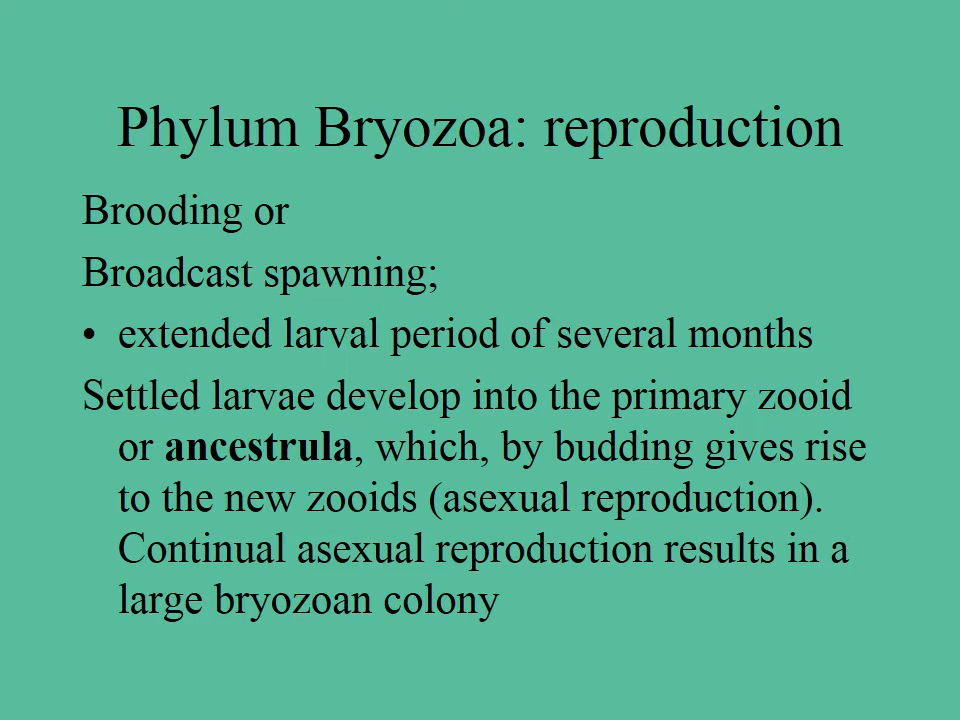 Phylum Bryozoa: reproduction
Brooding or
Broadcast spawning;
• extended larval period of several months
Settled larvae develop into the primary zooid
or ancestrula, which, by budding gives rise
to the new zooids (asexual reproduction).
Continual asexual reproduction results in a
large bryozoan colony